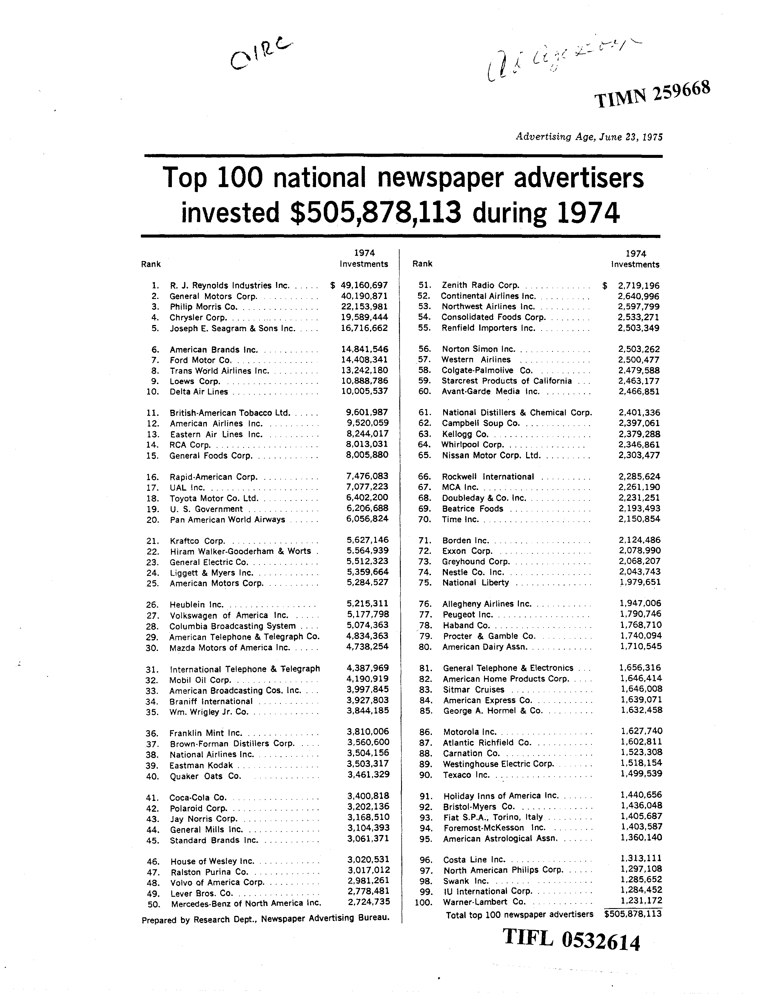 OIRC
TIMN 259668
Advertising Age, June 23, 1975
Top 100 national newspaper advertisers
invested $505,878,113 during 1974
Rank 1974 Investments
1. R. J. Reynolds Industries Inc. $ 49,160,697
2. General Motors Corp. 40,190,871
3. Philip Morris Co. 22,153,981
4. Chrysler Corp. 19,589,444
5. Joseph E. Seagram & Sons Inc. 16,716,662
6. American Brands Inc. 14,841,546
7. Ford Motor Co. 14,408,341
8. Trans World Airlines Inc. 13,242,180
9. Loews Corp. 10,888,786
10. Delta Air Lines 10,005,537
11. British-American Tobacco Ltd. 9,601,987
12. American Airlines Inc. 9,520,059
13. Eastern Air Lines Inc. 8,244,017
14. RCA Corp. 8,013,031
15. General Foods Corp. 8,005,880
16. Rapid-American Corp. 7,476,083
17. UAL Inc. 7,077,223
18. Toyota Motor Co. Ltd. 6,402,200
19. U. S. Government 6,206,688
20. Pan American World Airways 6,056,824
21. Kraftco Corp. 5,627,146
22. Hiram Walker-Gooderham & Worts 5,564,939
23. General Electric Co. 5,512,323
24. Liggett & Myers Inc. 5,359,664
25. American Motors Corp. 5,284,527
26. Heublein Inc. 5,215,311
27. Volkswagen of America Inc. 5,177,798
28. Columbia Broadcasting System 5,074,363
29. American Telephone & Telegraph Co. 4,834,363
30. Mazda Motors of America Inc. 4,738,254
31. International Telephone & Telegraph 4,387,969
32. Mobil Oil Corp. 4,190,919
33. American Broadcasting Cos. Inc. 3,997,845
34. Braniff International 3,927,803
35. Wm. Wrigley Jr. Co. 3,844,185
36. Franklin Mint Inc. 3,810,006
37. Brown-Forman Distillers Corp. 3,560,600
38. National Airlines Inc. 3,504,156
39. Eastman Kodak 3,503,317
40. Quaker Oats Co. 3,461,329
41. Coca-Cola Co. 3,400,818
42. Polaroid Corp. 3,202,136
43. Jay Norris Corp. 3,168,510
44. General Mills Inc. 3,104,393
45. Standard Brands Inc. 3,061,371
46. House of Wesley Inc. 3,020,531
47. Ralston Purina Co. 3,017,012
48. Volvo of America Corp. 2,981,261
49. Lever Bros. Co. 2,778,481
50. Mercedes-Benz of North America Inc. 2,724,735
Prepared by Research Dept., Newspaper Advertising Bureau.
Rank 1974 Investments
51. Zenith Radio Corp. $ 2,719,196
52. Continental Airlines Inc. 2,640,996
53. Northwest Airlines Inc. 2,597,799
54. Consolidated Foods Corp. 2,533,271
55. Renfield Importers Inc. 2,503,349
56. Norton Simon Inc. 2,503,262
57. Western Airlines 2,500,477
58. Colgate-Palmolive Co. 2,479,588
59. Starcrest Products of California 2,463,177
60. Avant-Garde Media Inc. 2,466,851
61. National Distillers & Chemical Corp. 2,401,336
62. Campbell Soup Co. 2,397,061
63. Kellogg Co. 2,379,288
64. Whirlpool Corp. 2,346,861
65. Nissan Motor Corp. Ltd. 2,303,477
66. Rockwell International 2,285,624
67. MCA Inc. 2,261,190
68. Doubleday & Co. Inc. 2,231,251
69. Beatrice Foods 2,193,493
70. Time Inc. 2,150,854
71. Borden Inc. 2,124,486
72. Exxon Corp. 2,078,990
73. Greyhound Corp. 2,068,207
74. Nestle Co. Inc. 2,043,743
75. National Liberty 1,979,651
76. Allegheny Airlines Inc. 1,947,006
77. Peugeot Inc. 1,790,746
78. Haband Co. 1,768,710
79. Procter & Gamble Co. 1,740,094
80. American Dairy Assn. 1,710,545
81. General Telephone & Electronics 1,656,316
82. American Home Products Corp. 1,646,414
83. Sitmar Cruises 1,646,008
84. American Express Co. 1,639,071
85. George A. Hormel & Co. 1,632,458
86. Motorola Inc. 1,627,740
87. Atlantic Richfield Co. 1,602,811
88. Carnation Co. 1,523,308
89. Westinghouse Electric Corp. 1,518,154
90. Texaco Inc. 1,499,539
91. Holiday Inns of America Inc. 1,440,656
92. Bristol-Myers Co. 1,436,048
93. Fiat S.P.A., Torino, Italy 1,405,687
94. Foremost-McKesson Inc. 1,403,587
95. American Astrological Assn. 1,360,140
96. Costa Line Inc. 1,313,111
97. North American Philips Corp. 1,297,108
98. Swank Inc. 1,285,652
99. IU International Corp. 1,284,452
100. Warner-Lambert Co. 1,231,172
Total top 100 newspaper advertisers $505,878,113
TIFL 0532614